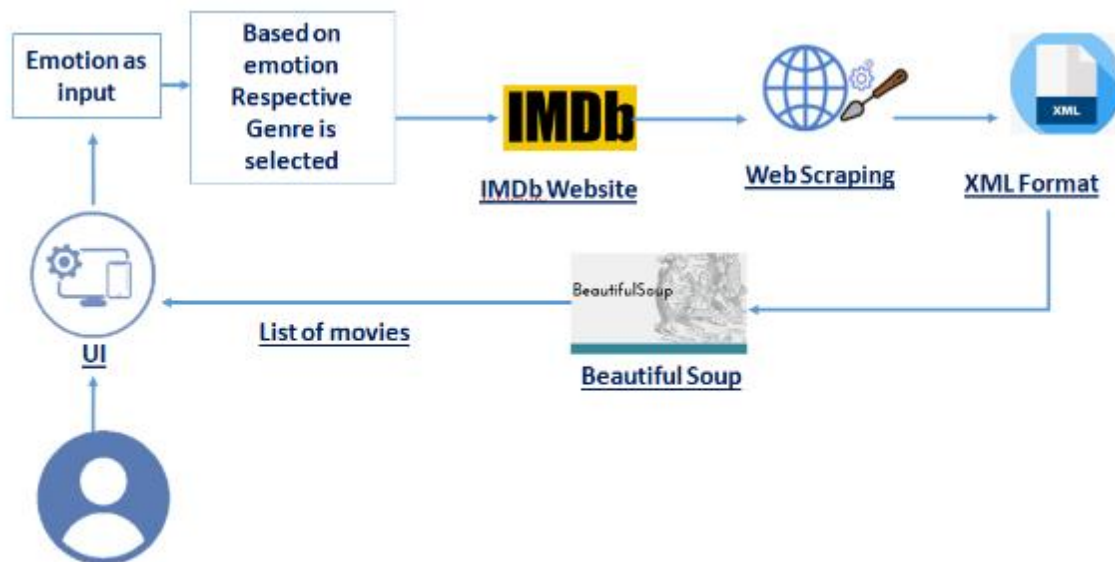 Emotion as
input
Based on
emotion
Respective
Genre is
selected
IMDb
IMDb Website
Web Scraping
XML
XML Format
BeautifulSoup
Beautiful Soup
List of movies
UI